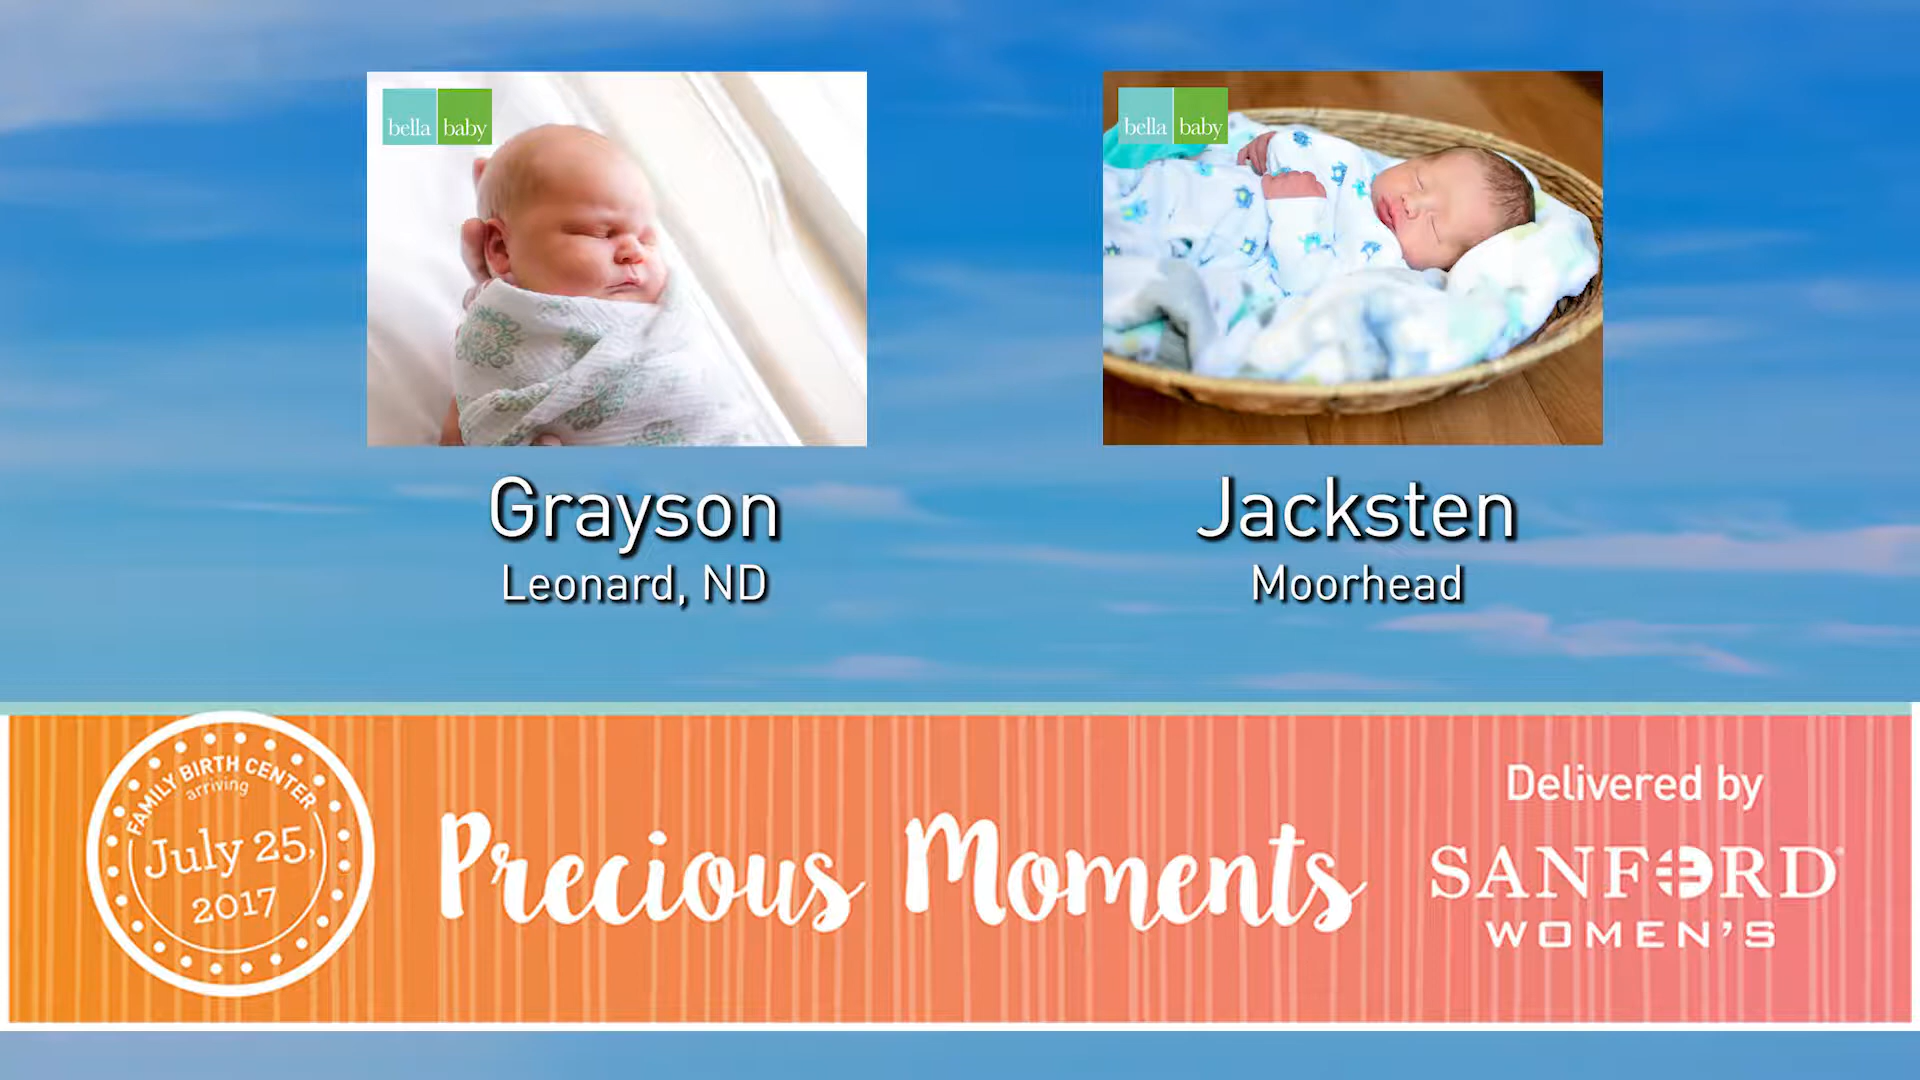 bella baby
bella baby
Grayson
Leonard, ND
Jacksten
Moorhead
FAMILY BIRTH CENTER
arriving
July 25,
2017
Precious Moments
Delivered by
SANFORD
WOMEN'S